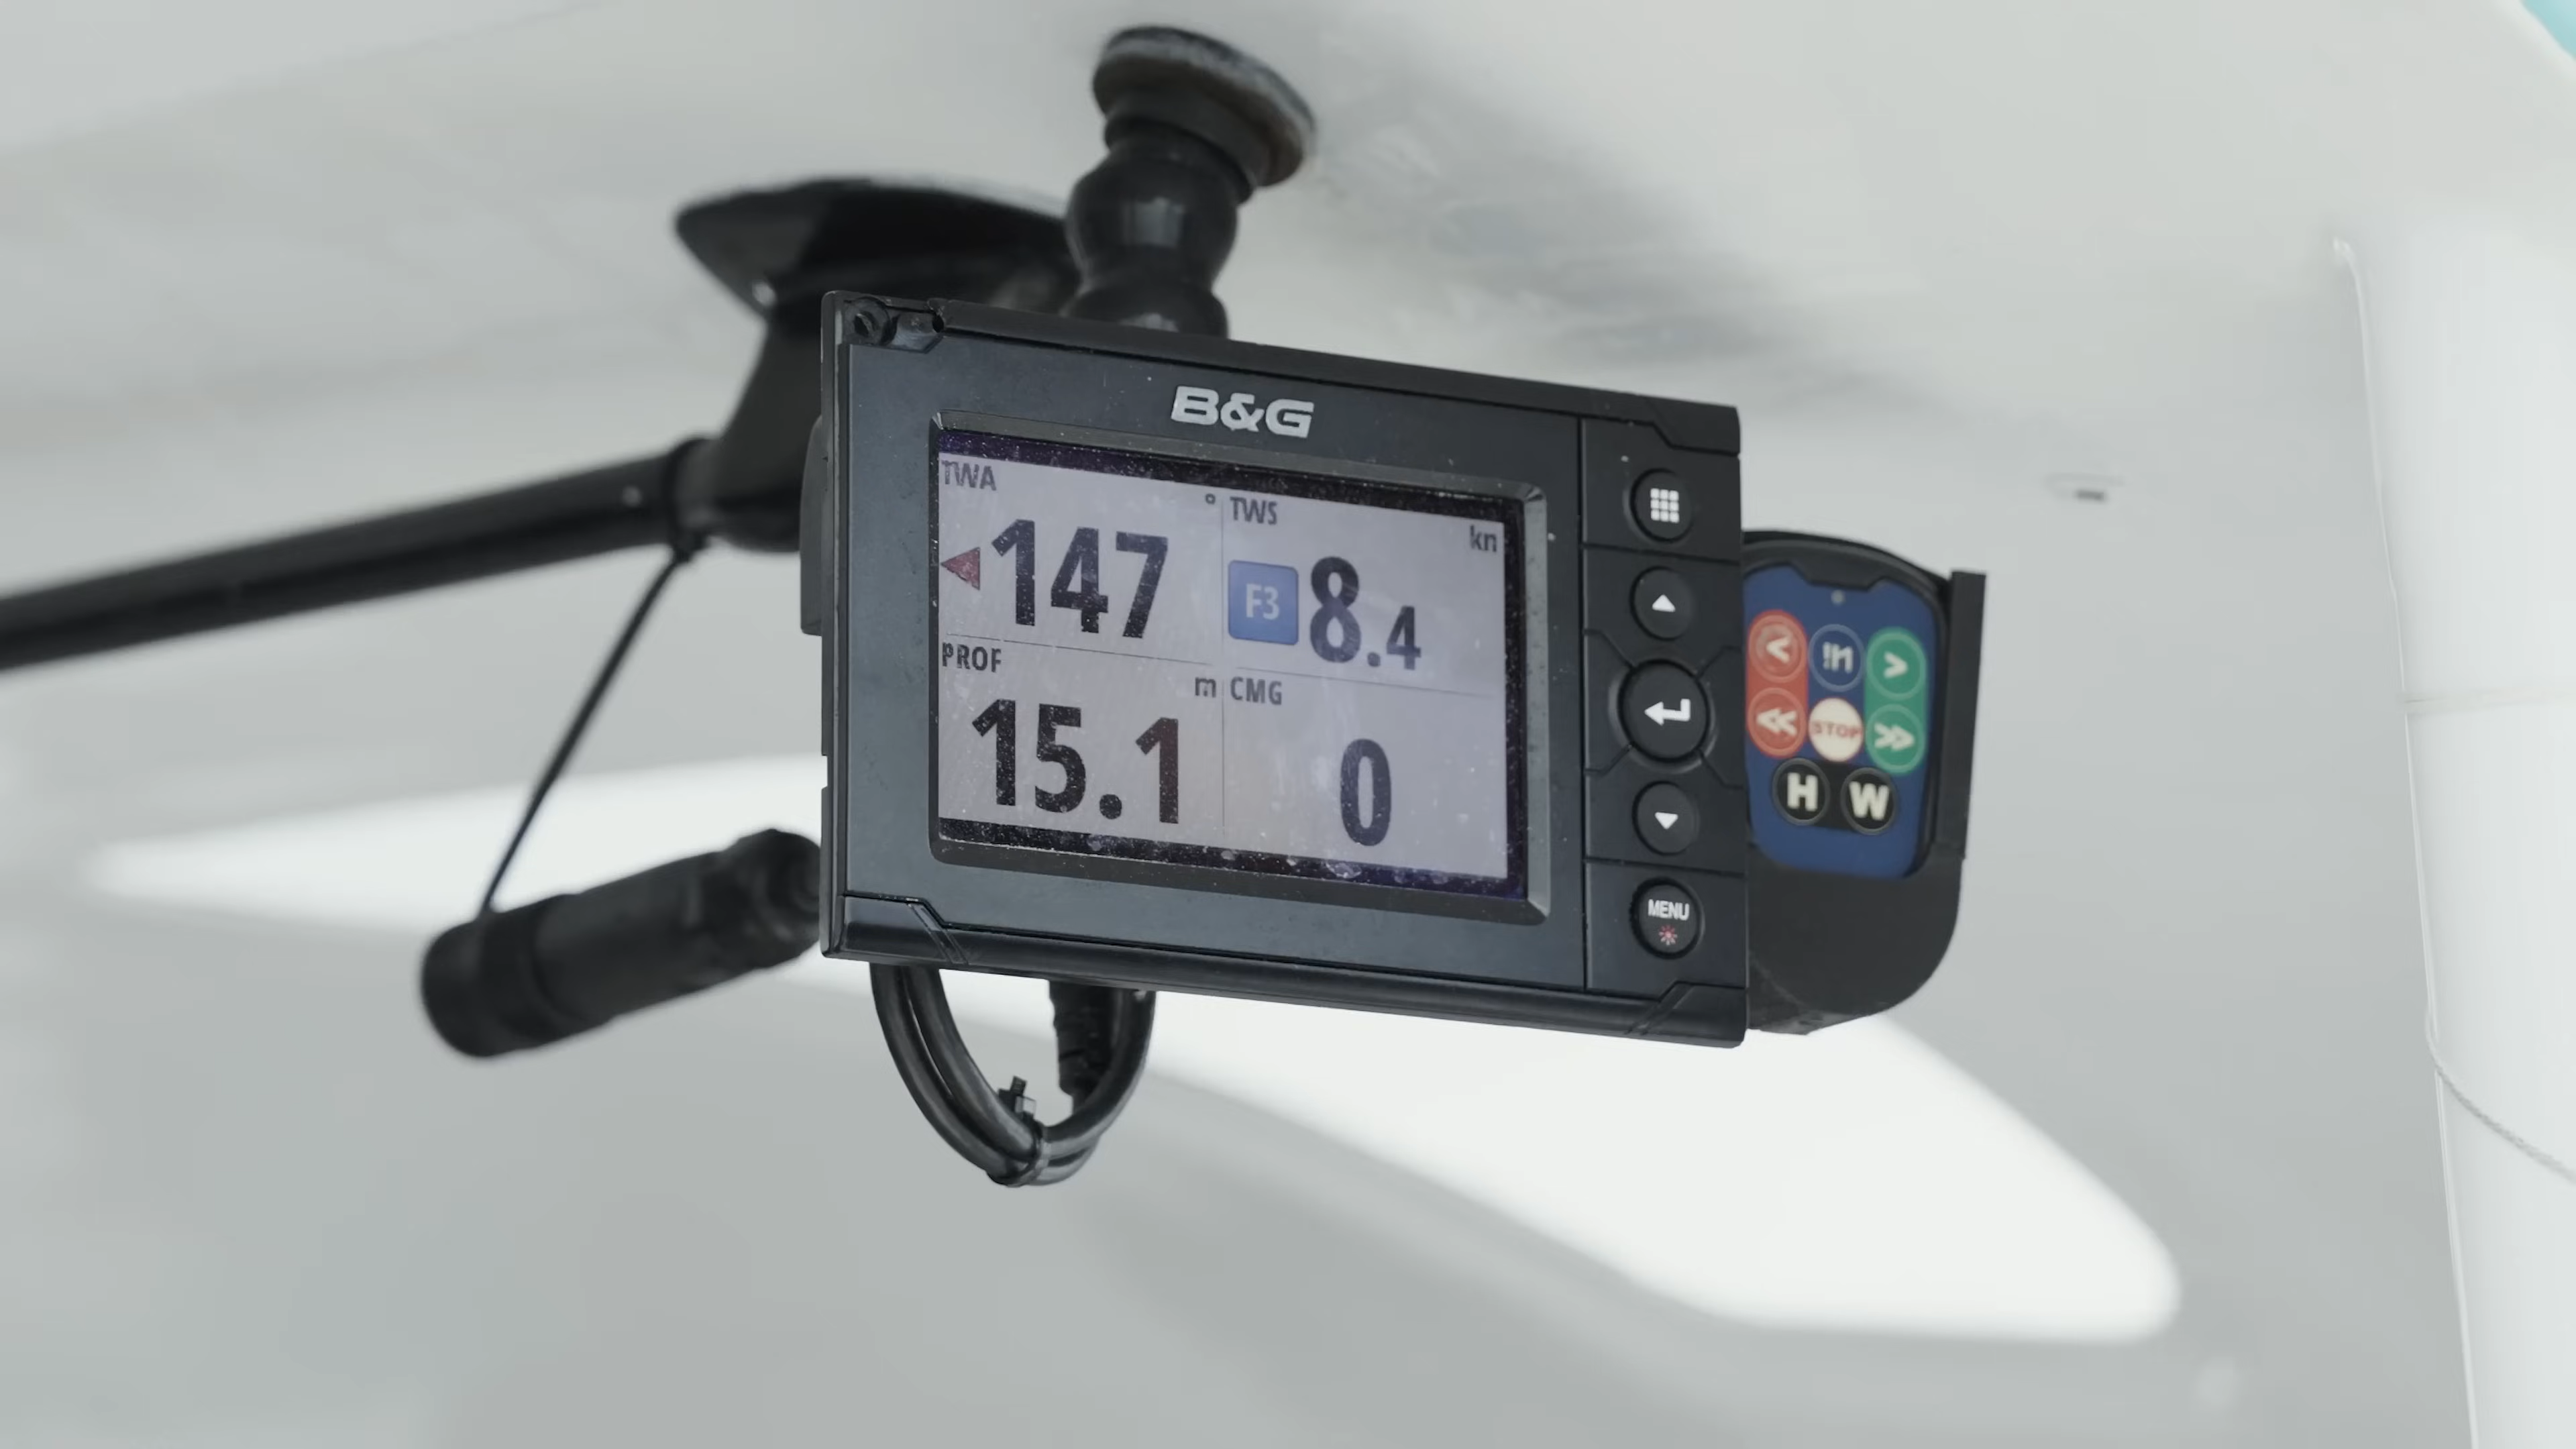 B&G
TWA
°
147
TWS
kn
F3 8.4
PROF
m
15.1
CMG
0
MENU
STOP
H W